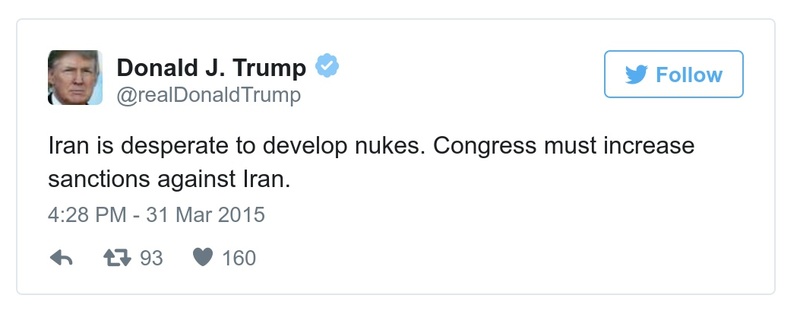 Donald J. Trump
@realDonaldTrump
Follow
Iran is desperate to develop nukes. Congress must increase
sanctions against Iran.
4:28 PM - 31 Mar 2015
93 160